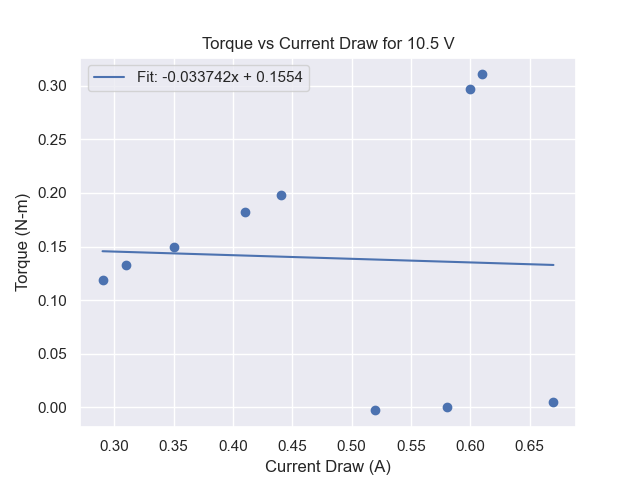 Torque vs Current Draw for 10.5 V
Fit: -0.033742x + 0.1554
0.30
0.25
0.20
0.15
0.10
0.05
0.00
Torque (N-m)
0.30 0.35 0.40 0.45 0.50 0.55 0.60 0.65
Current Draw (A)